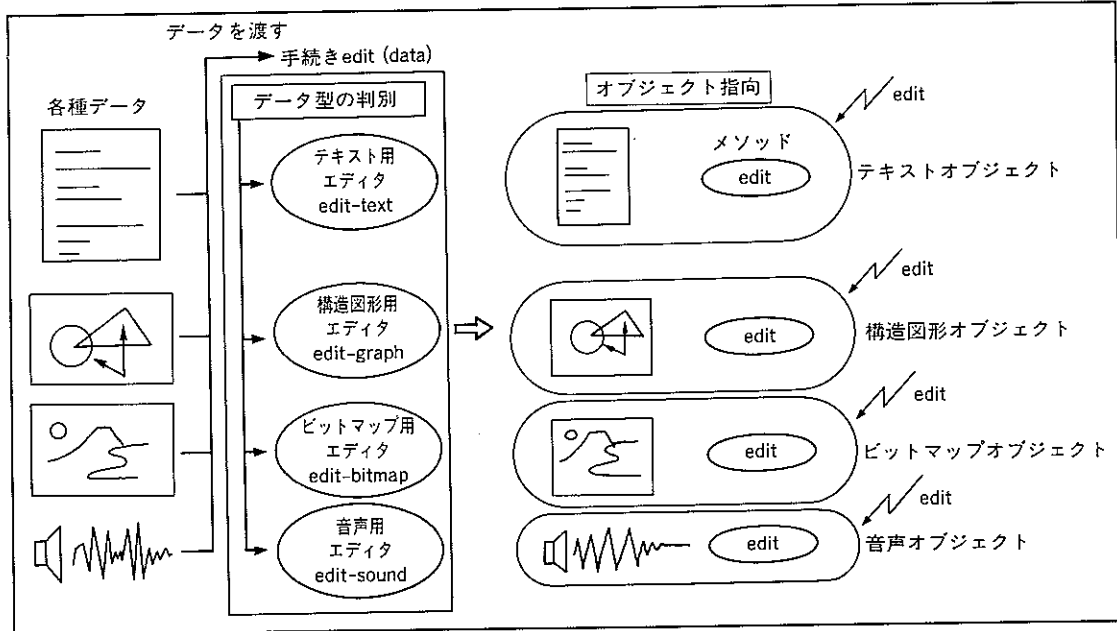 データを渡す
手続きedit (data)
各種データ
データ型の判別
テキスト用
エディタ
edit-text
構造図形用
エディタ
edit-graph
ビットマップ用
エディタ
edit-bitmap
音声用
エディタ
edit-sound
オブジェクト指向
edit
メソッド
edit
テキストオブジェクト
edit
edit
構造図形オブジェクト
edit
edit
ビットマップオブジェクト
edit
edit
音声オブジェクト